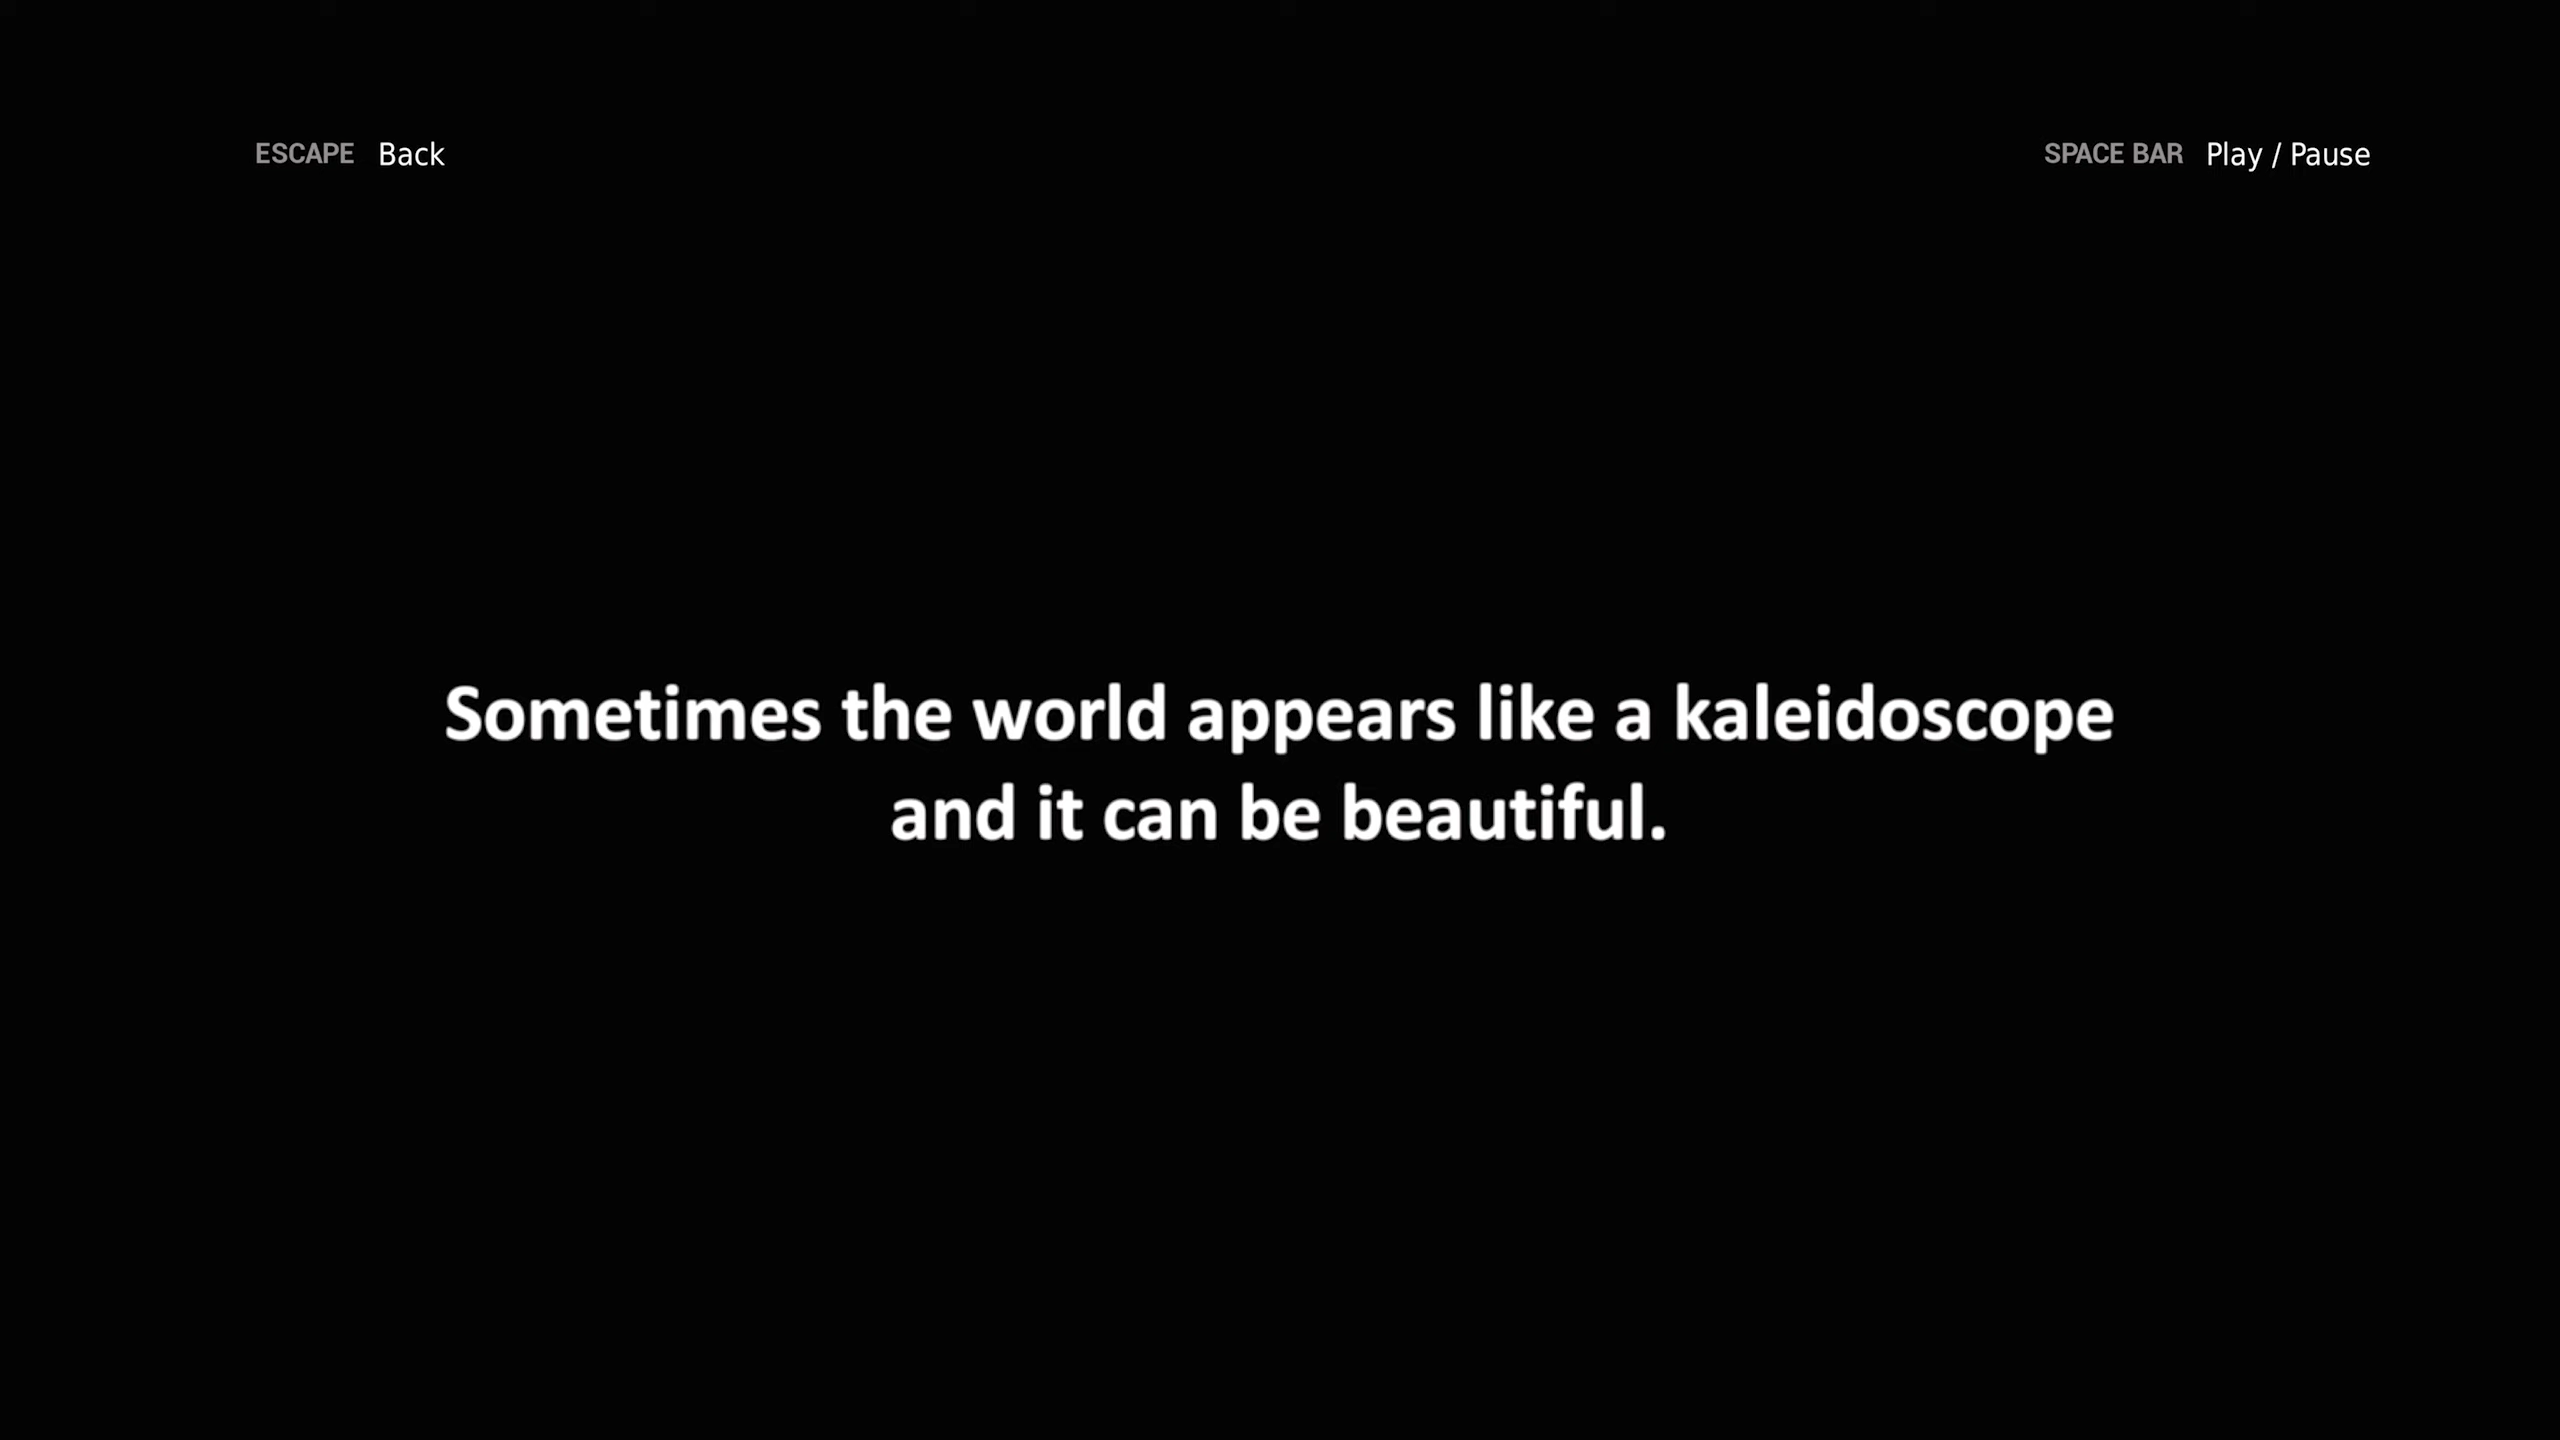 ESCAPE Back
SPACE BAR Play / Pause
Sometimes the world appears like a kaleidoscope
and it can be beautiful.